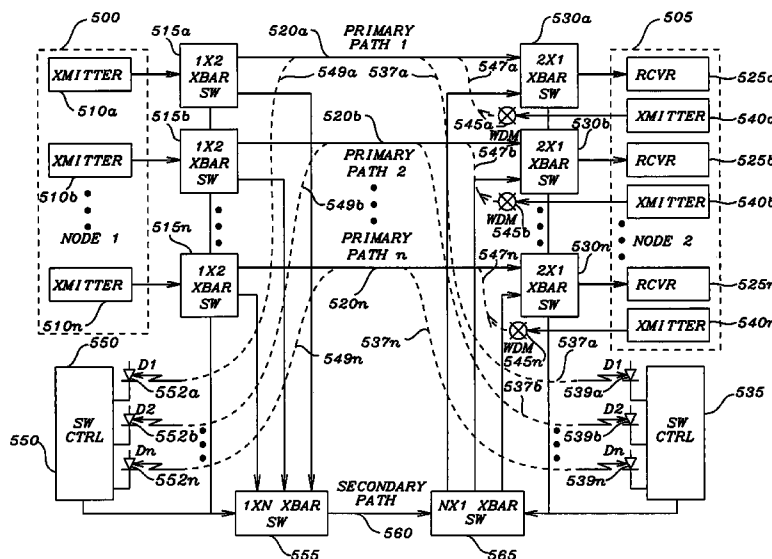 500
515a
520a
PRIMARY
PATH 1
530a
505
XMITTER
1X2
XBAR
SW
549a
537a
547a
2X1
XBAR
SW
RCVR
525a
510a
515b
520b
545a
WDM
530b
XMITTER
540a
XMITTER
1X2
XBAR
SW
PRIMARY
PATH 2
547b
2X1
XBAR
SW
RCVR
525b
510b
549b
WDM
545b
XMITTER
540b
NODE 1
515n
PRIMARY
PATH n
547n
530n
NODE 2
XMITTER
1X2
XBAR
SW
520n
2X1
XBAR
SW
RCVR
525n
510n
537n
WDM
545n
XMITTER
540n
550
549n
537a
D1
552a
537b
D1
539a
535
550
SW
CTRL
D2
552b
D2
539b
SW
CTRL
Dn
552n
Dn
539n
SECONDARY
PATH
1XN XBAR
SW
560
NX1 XBAR
SW
555
565